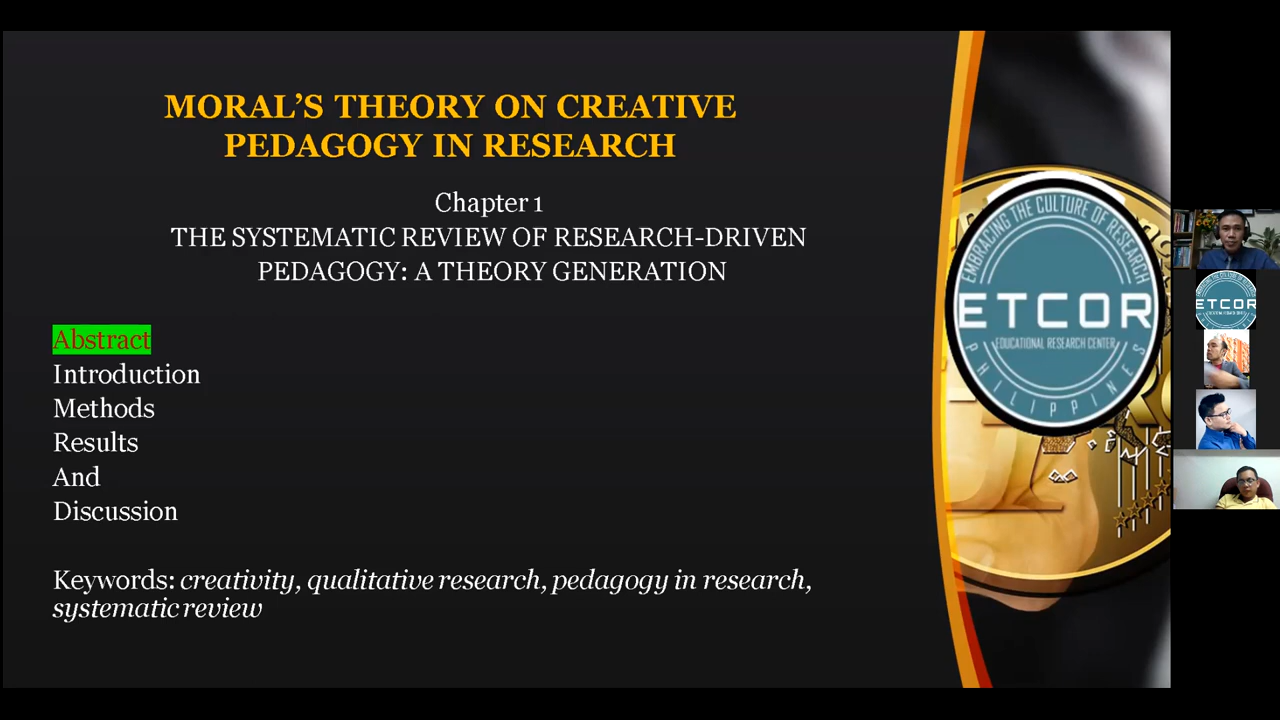 MORAL’S THEORY ON CREATIVE
PEDAGOGY IN RESEARCH
Chapter 1
THE SYSTEMATIC REVIEW OF RESEARCH-DRIVEN
PEDAGOGY: A THEORY GENERATION
Abstract
Introduction
Methods
Results
And
Discussion
Keywords: creativity, qualitative research, pedagogy in research,
systematic review
EMBRACING THE CULTURE OF RESEARCH
ETCOR
EDUCATIONAL RESEARCH CENTER
PHILIPPINES
ETCOR